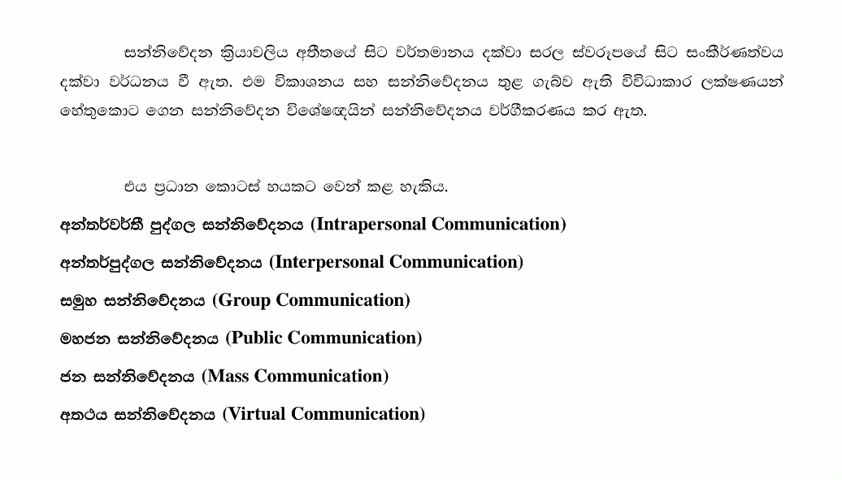 සන්නිවේදන ක්‍රියාවලිය අතීතයේ සිට වර්තමානය දක්වා සරල ස්වරූපයේ සිට සංකීර්ණත්වය
දක්වා වර්ධනය වී ඇත. එම විකාශනය සහ සන්නිවේදනය තුළ ගැබ්ව ඇති විවිධාකාර ලක්ෂණයන්
හේතුකොට ගෙන සන්නිවේදන විශේෂඥයින් සන්නිවේදනය වර්ගීකරණය කර ඇත.
එය ප්‍රධාන කොටස් හයකට වෙන් කළ හැකිය.
අන්තර්වර්තී පුද්ගල සන්නිවේදනය (Intrapersonal Communication)
අන්තර්පුද්ගල සන්නිවේදනය (Interpersonal Communication)
සමුහ සන්නිවේදනය (Group Communication)
මහජන සන්නිවේදනය (Public Communication)
ජන සන්නිවේදනය (Mass Communication)
අතථය සන්නිවේදනය (Virtual Communication)